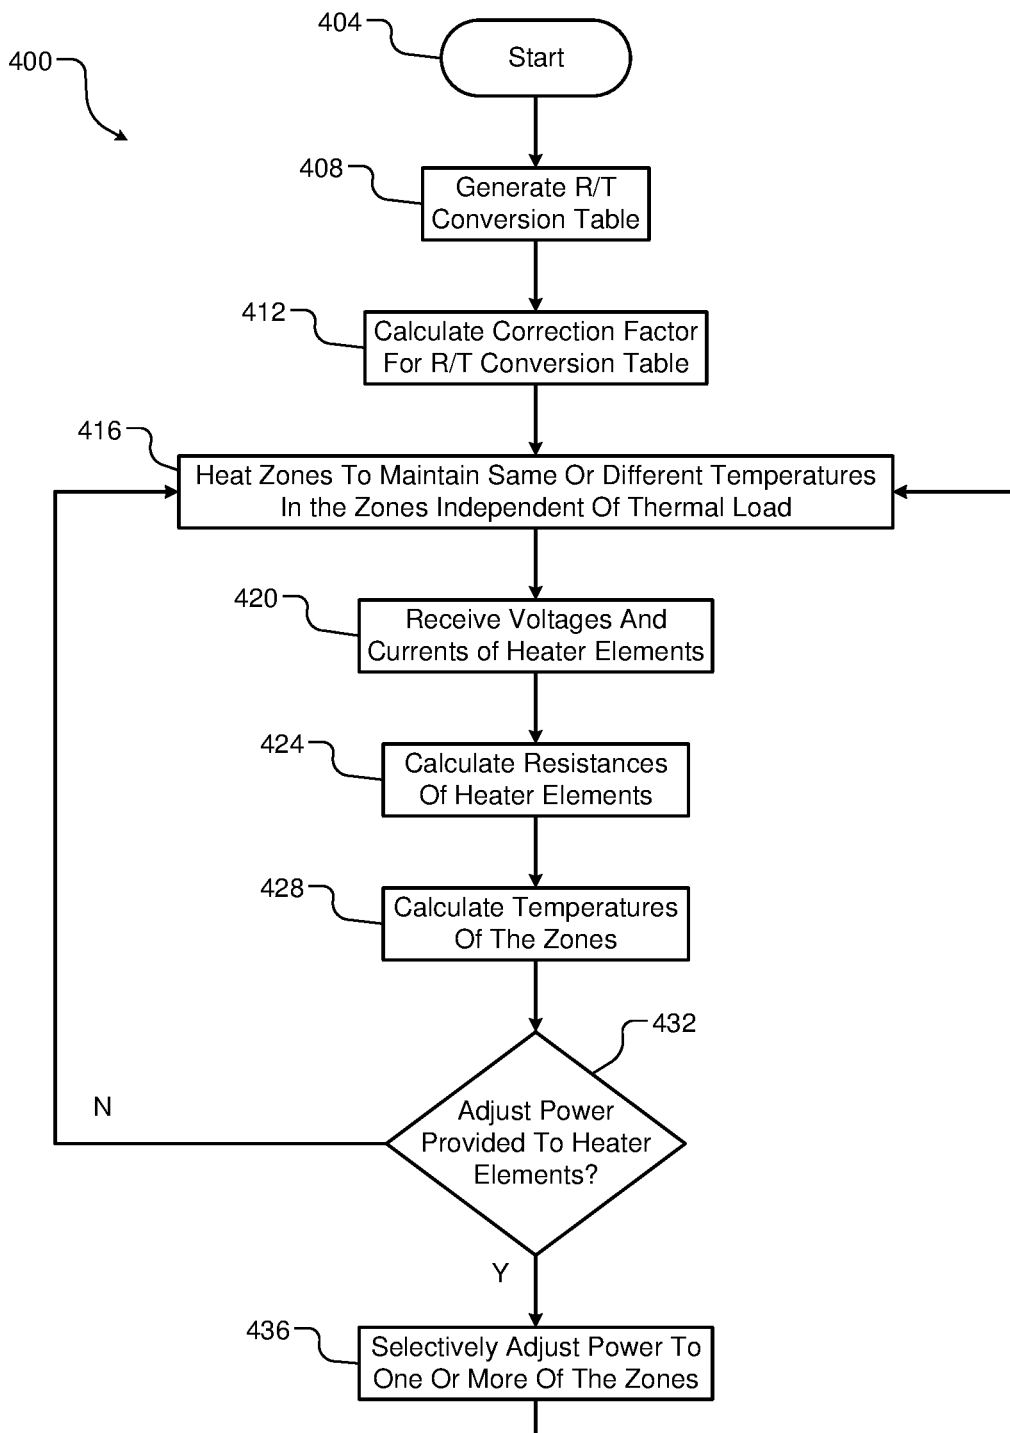 404
Start
400
408
Generate R/T
Conversion Table
412
Calculate Correction Factor
For R/T Conversion Table
416
Heat Zones To Maintain Same Or Different Temperatures
In the Zones Independent Of Thermal Load
420
Receive Voltages And
Currents of Heater Elements
424
Calculate Resistances
Of Heater Elements
428
Calculate Temperatures
Of The Zones
432
Adjust Power
Provided To Heater
Elements?
N
Y
436
Selectively Adjust Power To
One Or More Of The Zones